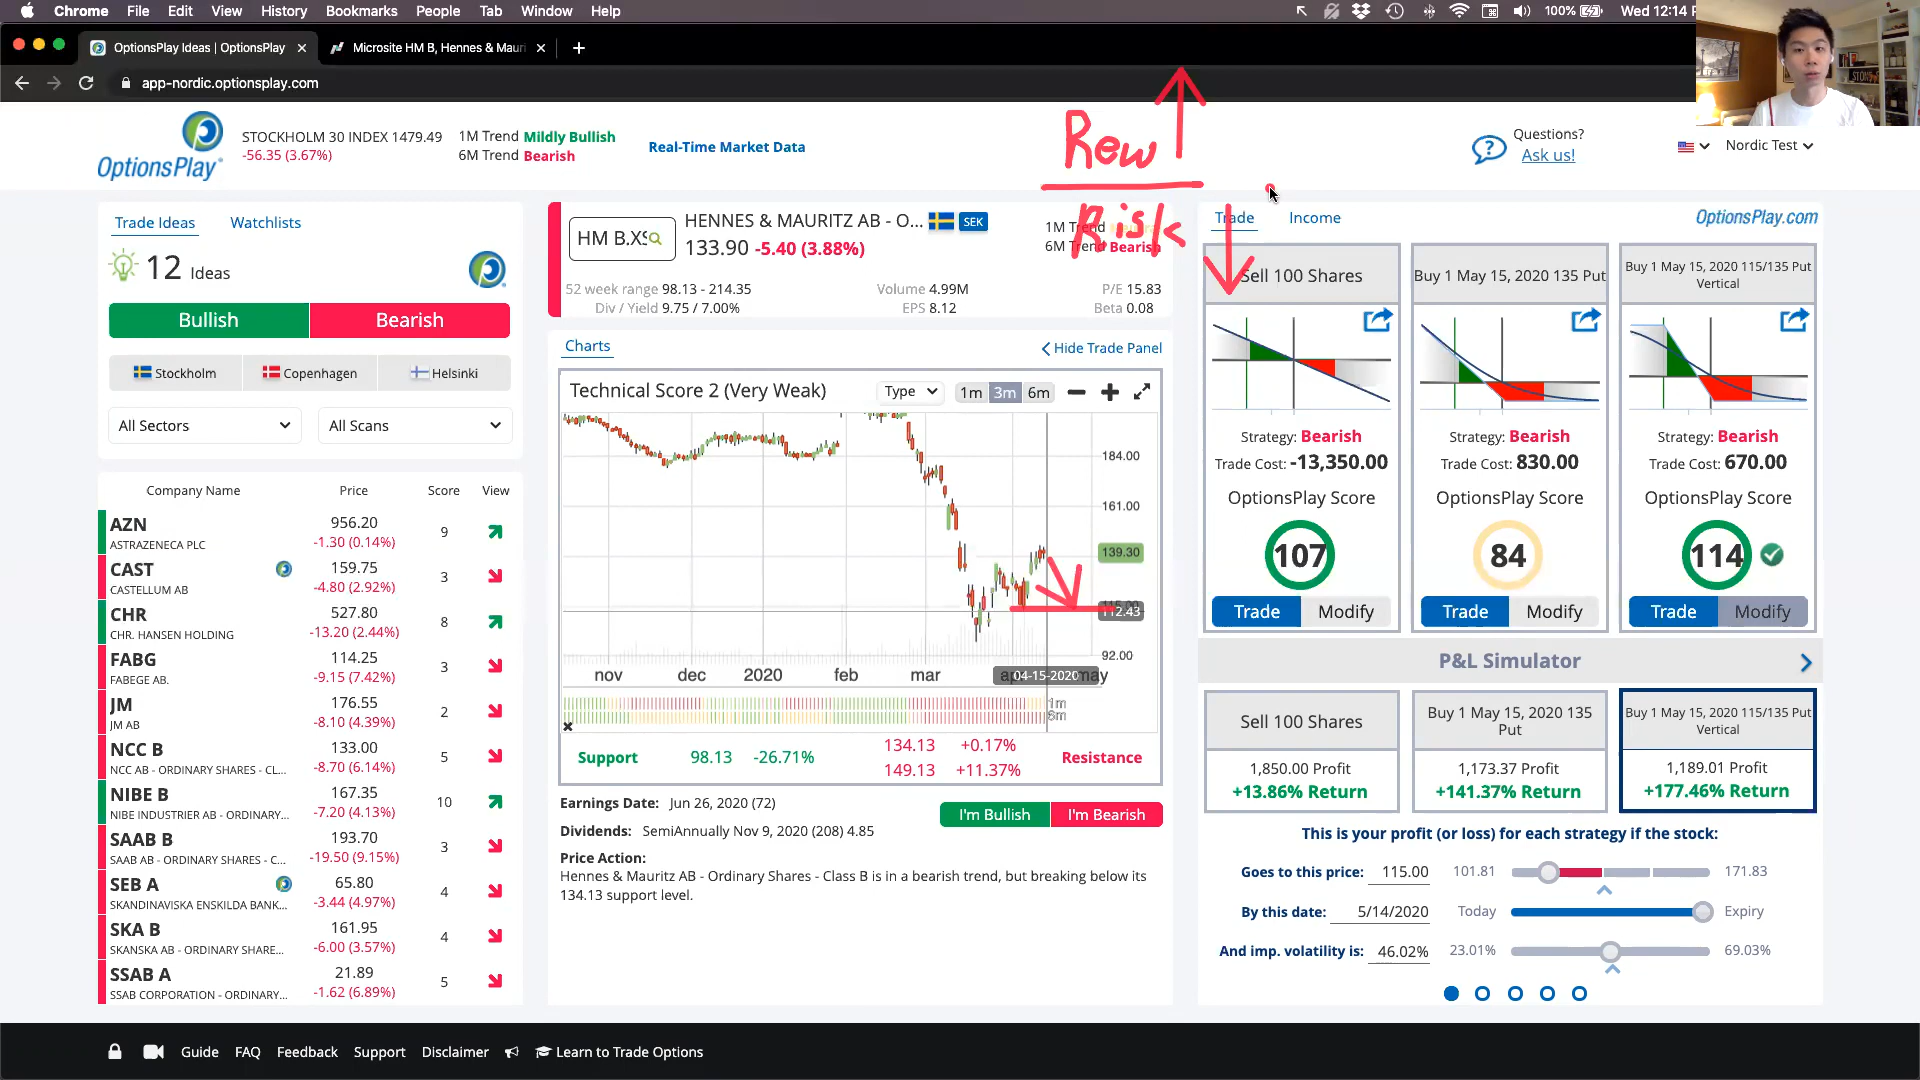 Chrome File Edit View History Bookmarks People Tab Window Help
100% Wed 12:14
OptionsPlay Ideas | OptionsPlay
Microsite HM B, Hennes & Mauri
app-nordic.optionsplay.com
Rew
Risk
OptionsPlay
STOCKHOLM 30 INDEX 1479.49
-56.35 (3.67%)
1M Trend Mildly Bullish
6M Trend Bearish
Real-Time Market Data
Questions?
Ask us!
Nordic Test
Trade Ideas Watchlists
12 Ideas
Bullish Bearish
Stockholm Copenhagen Helsinki
All Sectors All Scans
Company Name Price Score View
AZN 956.20 9
ASTRAZENECA PLC -1.30 (0.14%)
CAST 159.75 3
CASTELLUM AB -4.80 (2.92%)
CHR 527.80 8
CHR. HANSEN HOLDING -13.20 (2.44%)
FABG 114.25 3
FABEGE AB. -9.15 (7.42%)
JM 176.55 2
JM AB -8.10 (4.39%)
NCC B 133.00 5
NCC AB - ORDINARY SHARES - CL... -8.70 (6.14%)
NIBE B 167.35 10
NIBE INDUSTRIER AB - ORDINARY... -7.20 (4.13%)
SAAB B 193.70 3
SAAB AB - ORDINARY SHARES - C... -19.50 (9.15%)
SEB A 65.80 4
SKANDINAVISKA ENSKILDA BANK... -3.44 (4.97%)
SKA B 161.95 4
SKANSKA AB - ORDINARY SHARE... -6.00 (3.57%)
SSAB A 21.89 5
SSAB CORPORATION - ORDINARY... -1.62 (6.89%)
HM B.XS
HENNES & MAURITZ AB - O... SEK
133.90 -5.40 (3.88%)
1M Trend
6M Trend Bearish
52 week range 98.13 - 214.35 Volume 4.99M P/E 15.83
Div / Yield 9.75 / 7.00% EPS 8.12 Beta 0.08
Charts
Hide Trade Panel
Technical Score 2 (Very Weak)
Type 1m 3m 6m
184.00
161.00
139.30
112.43
92.00
nov dec 2020 feb mar 04-15-2020 may
1m
6m
Support 98.13 -26.71% 134.13 +0.17%
149.13 +11.37% Resistance
Earnings Date: Jun 26, 2020 (72)
I'm Bullish I'm Bearish
Dividends: SemiAnnually Nov 9, 2020 (208) 4.85
Price Action:
Hennes & Mauritz AB - Ordinary Shares - Class B is in a bearish trend, but breaking below its
134.13 support level.
Trade Income
OptionsPlay.com
Sell 100 Shares
Strategy: Bearish
Trade Cost: -13,350.00
OptionsPlay Score
107
Trade Modify
Buy 1 May 15, 2020 135 Put
Strategy: Bearish
Trade Cost: 830.00
OptionsPlay Score
84
Trade Modify
Buy 1 May 15, 2020 115/135 Put
Vertical
Strategy: Bearish
Trade Cost: 670.00
OptionsPlay Score
114
Trade Modify
P&L Simulator
Sell 100 Shares
1,850.00 Profit
+13.86% Return
Buy 1 May 15, 2020 135
Put
1,173.37 Profit
+141.37% Return
Buy 1 May 15, 2020 115/135 Put
Vertical
1,189.01 Profit
+177.46% Return
This is your profit (or loss) for each strategy if the stock:
Goes to this price: 115.00 101.81 171.83
By this date: 5/14/2020 Today Expiry
And imp. volatility is: 46.02% 23.01% 69.03%
Guide FAQ Feedback Support Disclaimer Learn to Trade Options